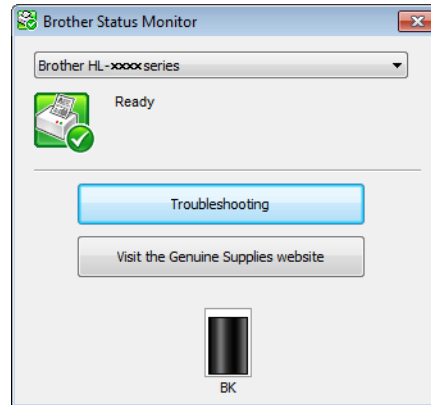 Brother Status Monitor
Brother HL-xxxx series
Ready
Troubleshooting
Visit the Genuine Supplies website
BK